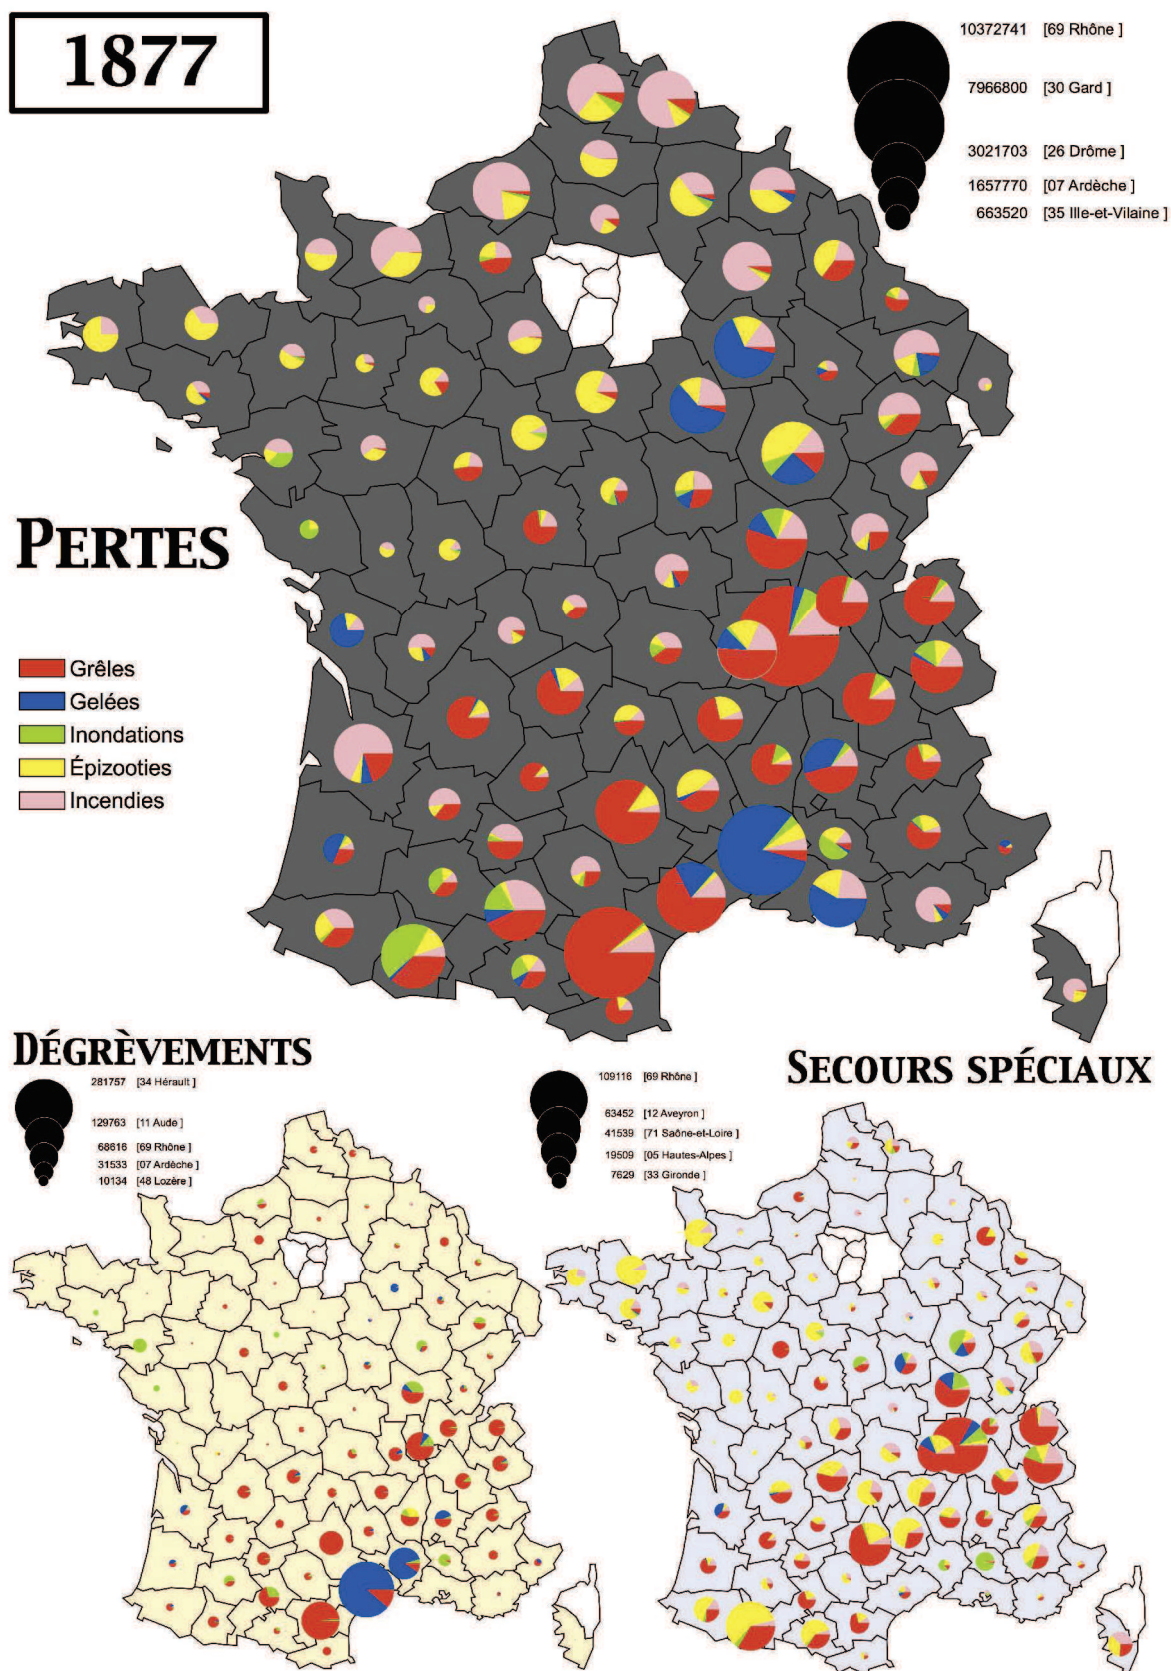 1877
10372741 [69 Rhône ]
7966800 [30 Gard ]
3021703 [26 Drôme ]
1657770 [07 Ardèche ]
663520 [35 Ille-et-Vilaine ]
PERTES
Grêles
Gelées
Inondations
Épizooties
Incendies
DÉGRÈVEMENTS
281757 [34 Hérault ]
129763 [11 Aude ]
68616 [69 Rhône ]
31533 [07 Ardèche ]
10134 [48 Lozère ]
SECOURS SPÉCIAUX
109116 [69 Rhône ]
63452 [12 Aveyron ]
41539 [71 Saône-et-Loire ]
19509 [05 Hautes-Alpes ]
7629 [33 Gironde ]